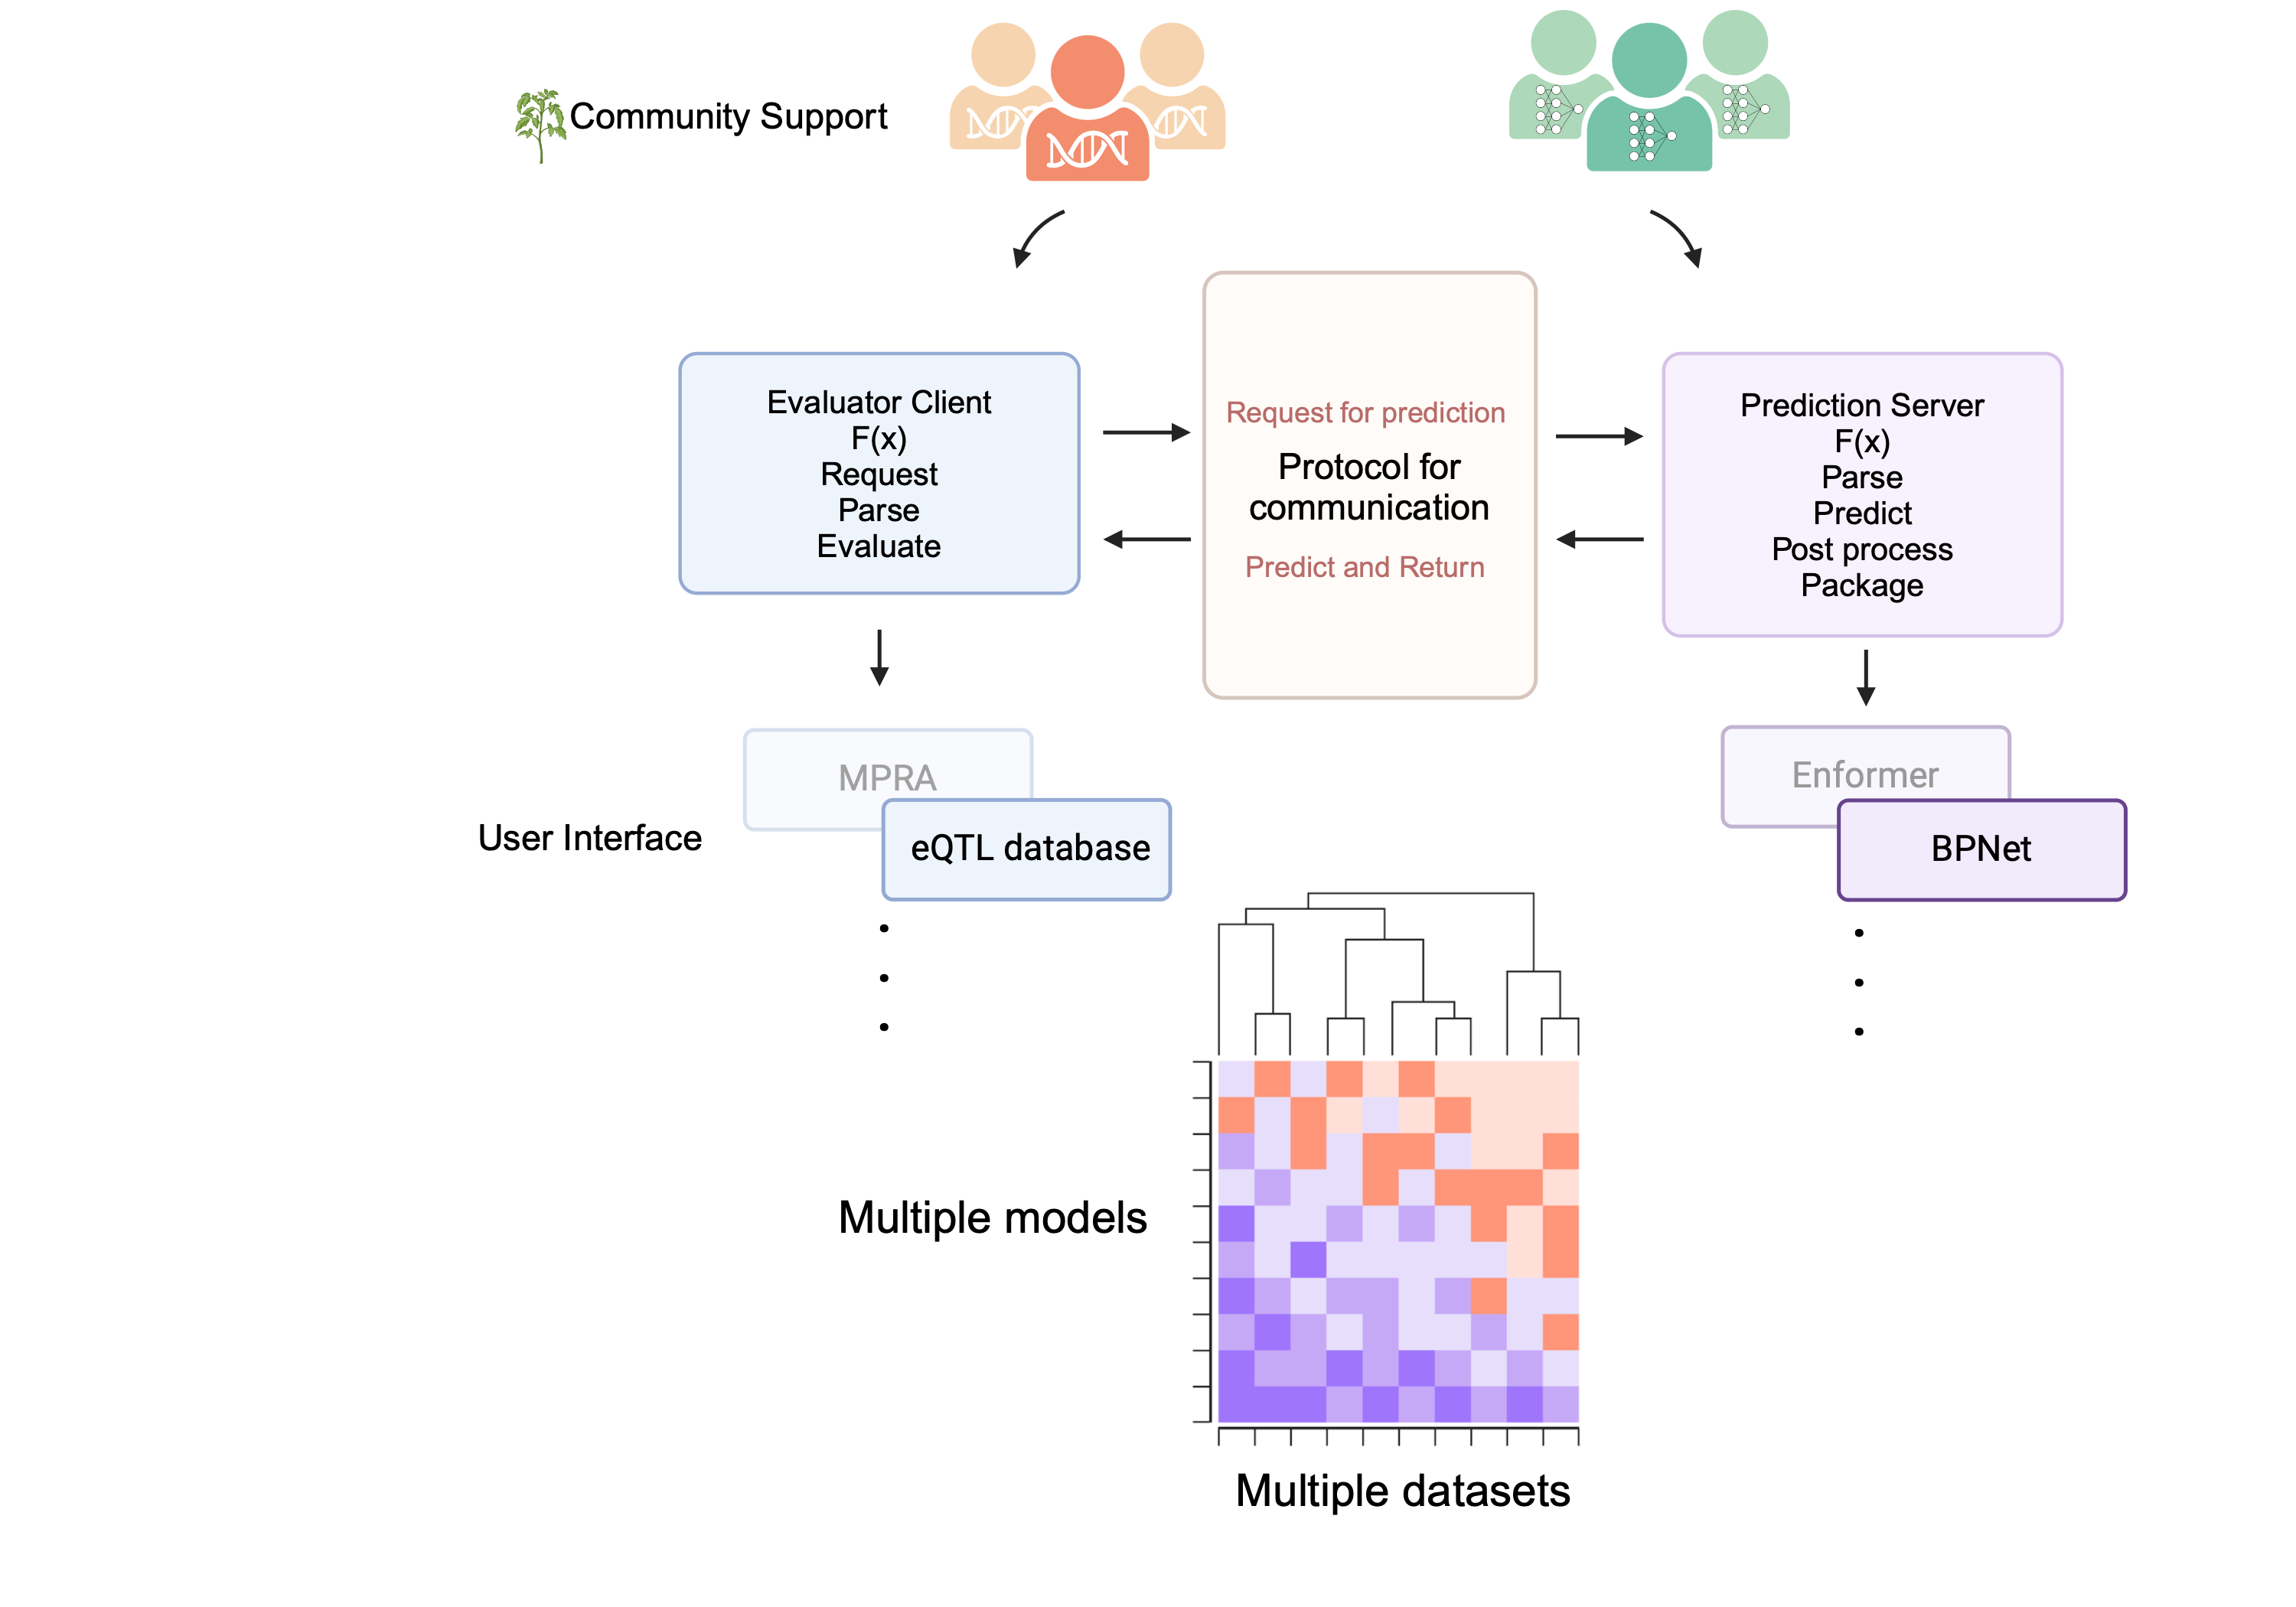 Community Support
Evaluator Client
F(x)
Request
Parse
Evaluate
Request for prediction
Protocol for
communication
Predict and Return
Prediction Server
F(x)
Parse
Predict
Post process
Package
MPRA
eQTL database
User Interface
Enformer
BPNet
Multiple models
Multiple datasets